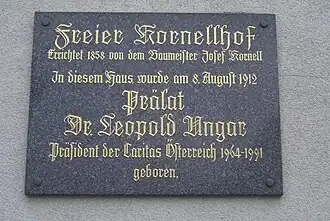 Freier Kornellhof
Errichtet 1858 von dem Baumeister Josef Kornell
In diesem Haus wurde am 8. August 1912
Prälat
Dr. Leopold Ungar
Präsident der Caritas Österreich 1964-1991
geboren.